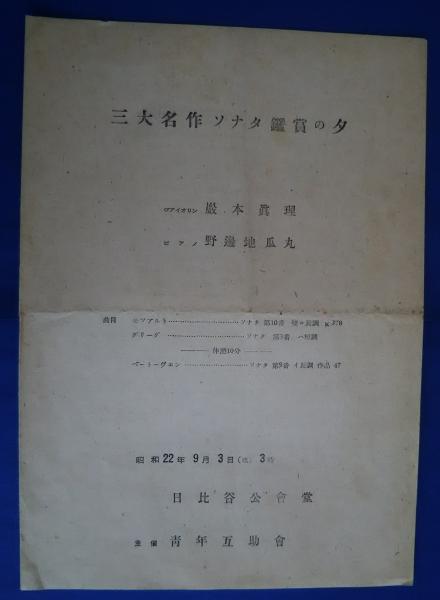 三大名作ソナタ鑑賞の夕
ヴァイオリン 巖本眞理
ピアノ 野邊地瓜丸
曲目 モツアルト………………………ソナタ 第10番 變ロ長調 K 378
グリーグ………………………ソナタ 第3番 ハ短調
———休憩10分———
ベートーヴェン………………………ソナタ 第9番 イ長調 作品 47
昭和22年 9月 3日(水) 3時
日比谷公會堂
主催 靑年互助會